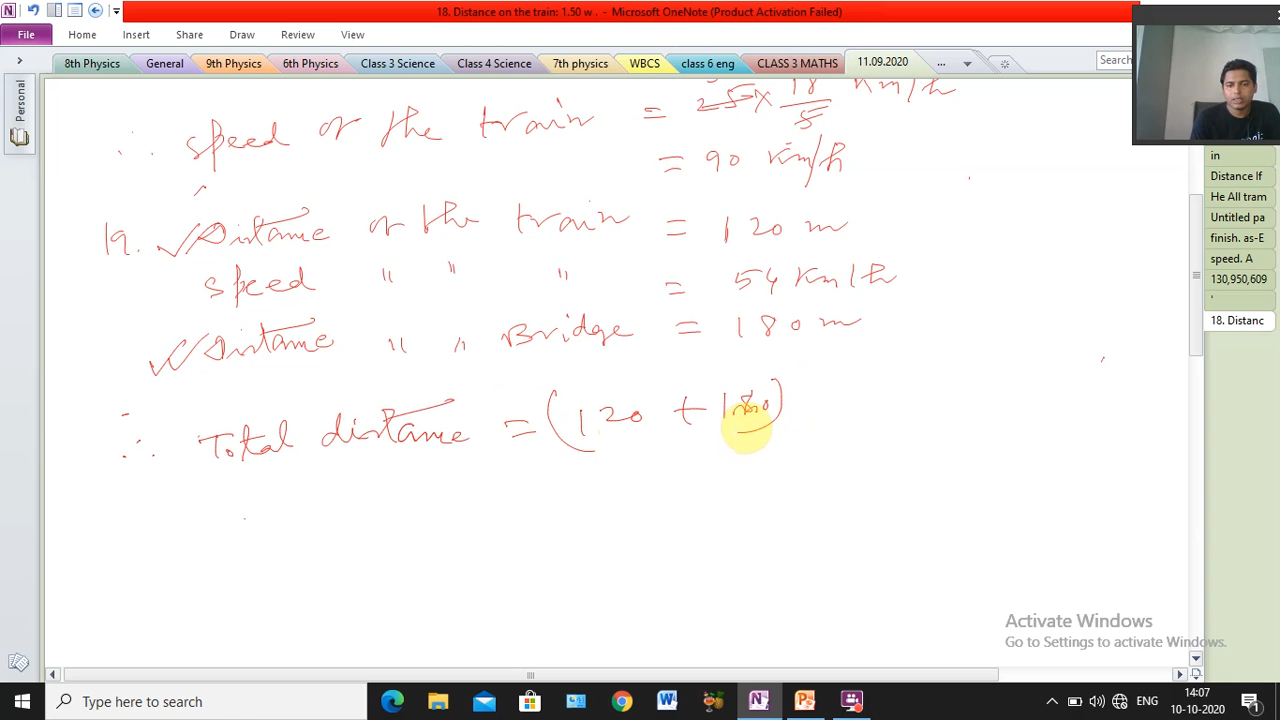 18. Distance on the train: 1.50 w . - Microsoft OneNote (Product Activation Failed)
File Home Insert Share Draw Review View
8th Physics General 9th Physics 6th Physics Class 3 Science Class 4 Science 7th physics WBCS class 6 eng CLASS 3 MATHS 11.09.2020 ... Search
Personal
∴ speed of the train = 25 × 18/5 Km/h
= 90 Km/h
19. Distance of the train = 120 m
speed " " " = 54 Km/h
Distance " " Bridge = 180 m
∴ Total distance = (120 + 180)
in
Distance If
He All tram
Untitled pa
finish. as-E
speed. A
130,950,609
'
18. Distanc
Activate Windows
Go to Settings to activate Windows.
Type here to search
ENG
14:07
10-10-2020